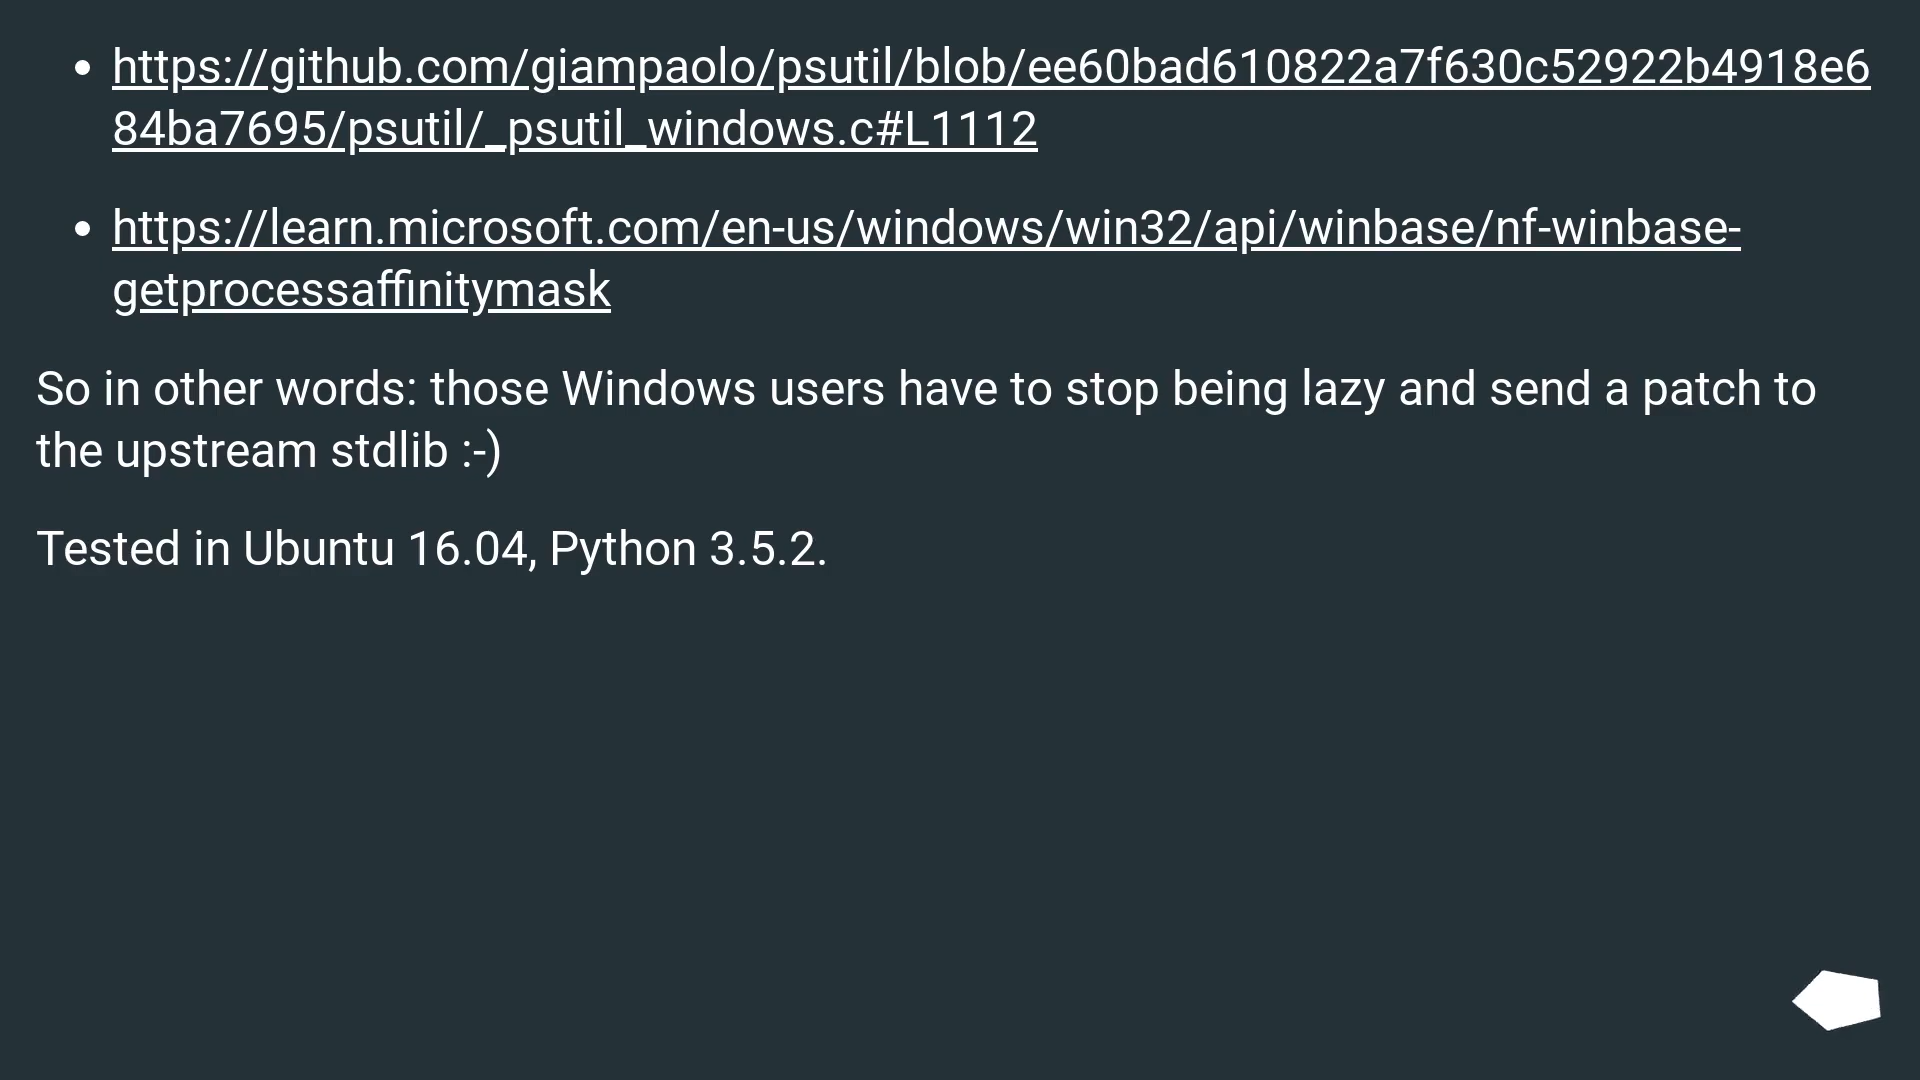 https://github.com/giampaolo/psutil/blob/ee60bad610822a7f630c52922b4918e6
84ba7695/psutil/_psutil_windows.c#L1112
https://learn.microsoft.com/en-us/windows/win32/api/winbase/nf-winbase-
getprocessaffinitymask
So in other words: those Windows users have to stop being lazy and send a patch to
the upstream stdlib :-)
Tested in Ubuntu 16.04, Python 3.5.2.